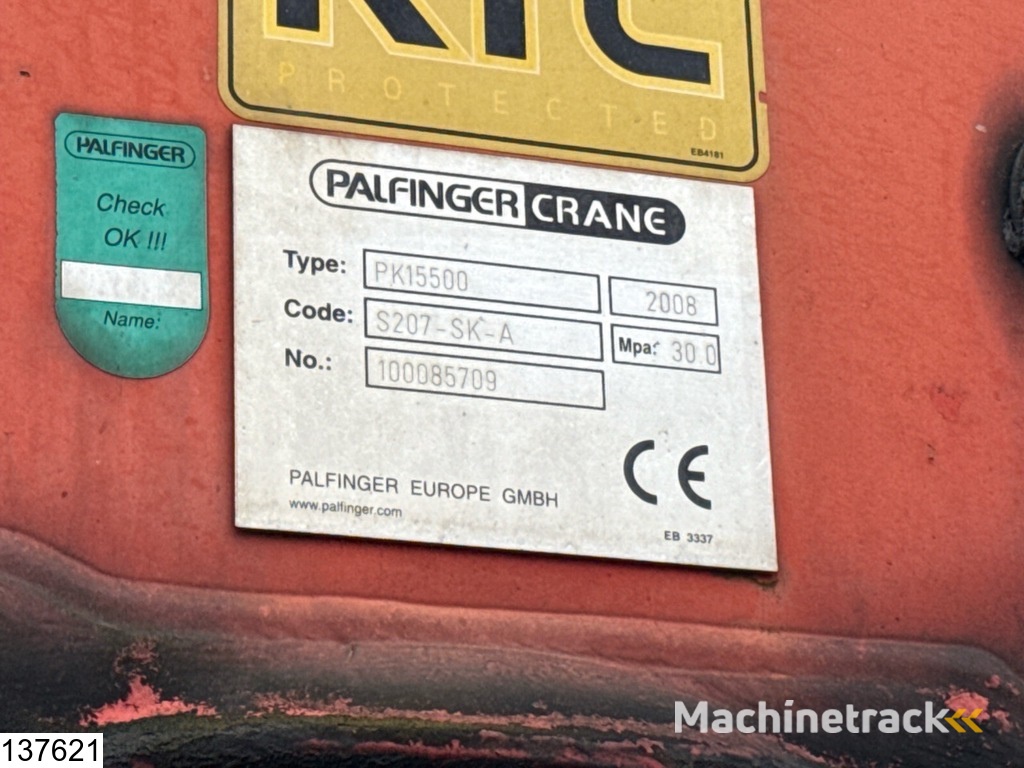 PROTECTED
EB4181
PALFINGER
Check
OK !!!
Name:
PALFINGER CRANE
Type: PK15500 2008
Code: S207-SK-A Mpa: 30.0
No.: 100085709
CE
PALFINGER EUROPE GMBH
www.palfinger.com
EB 3337
Machinetrack
137621